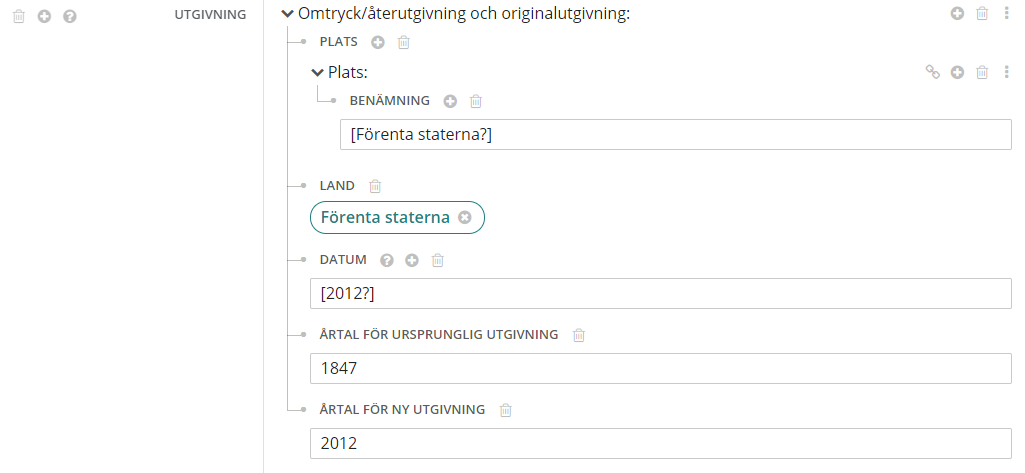 UTGIVNING
Omtryck/återutgivning och originalutgivning:
PLATS
Plats:
BENÄMNING
[Förenta staterna?]
LAND
Förenta staterna
DATUM
[2012?]
ÅRTAL FÖR URSPRUNGLIG UTGIVNING
1847
ÅRTAL FÖR NY UTGIVNING
2012